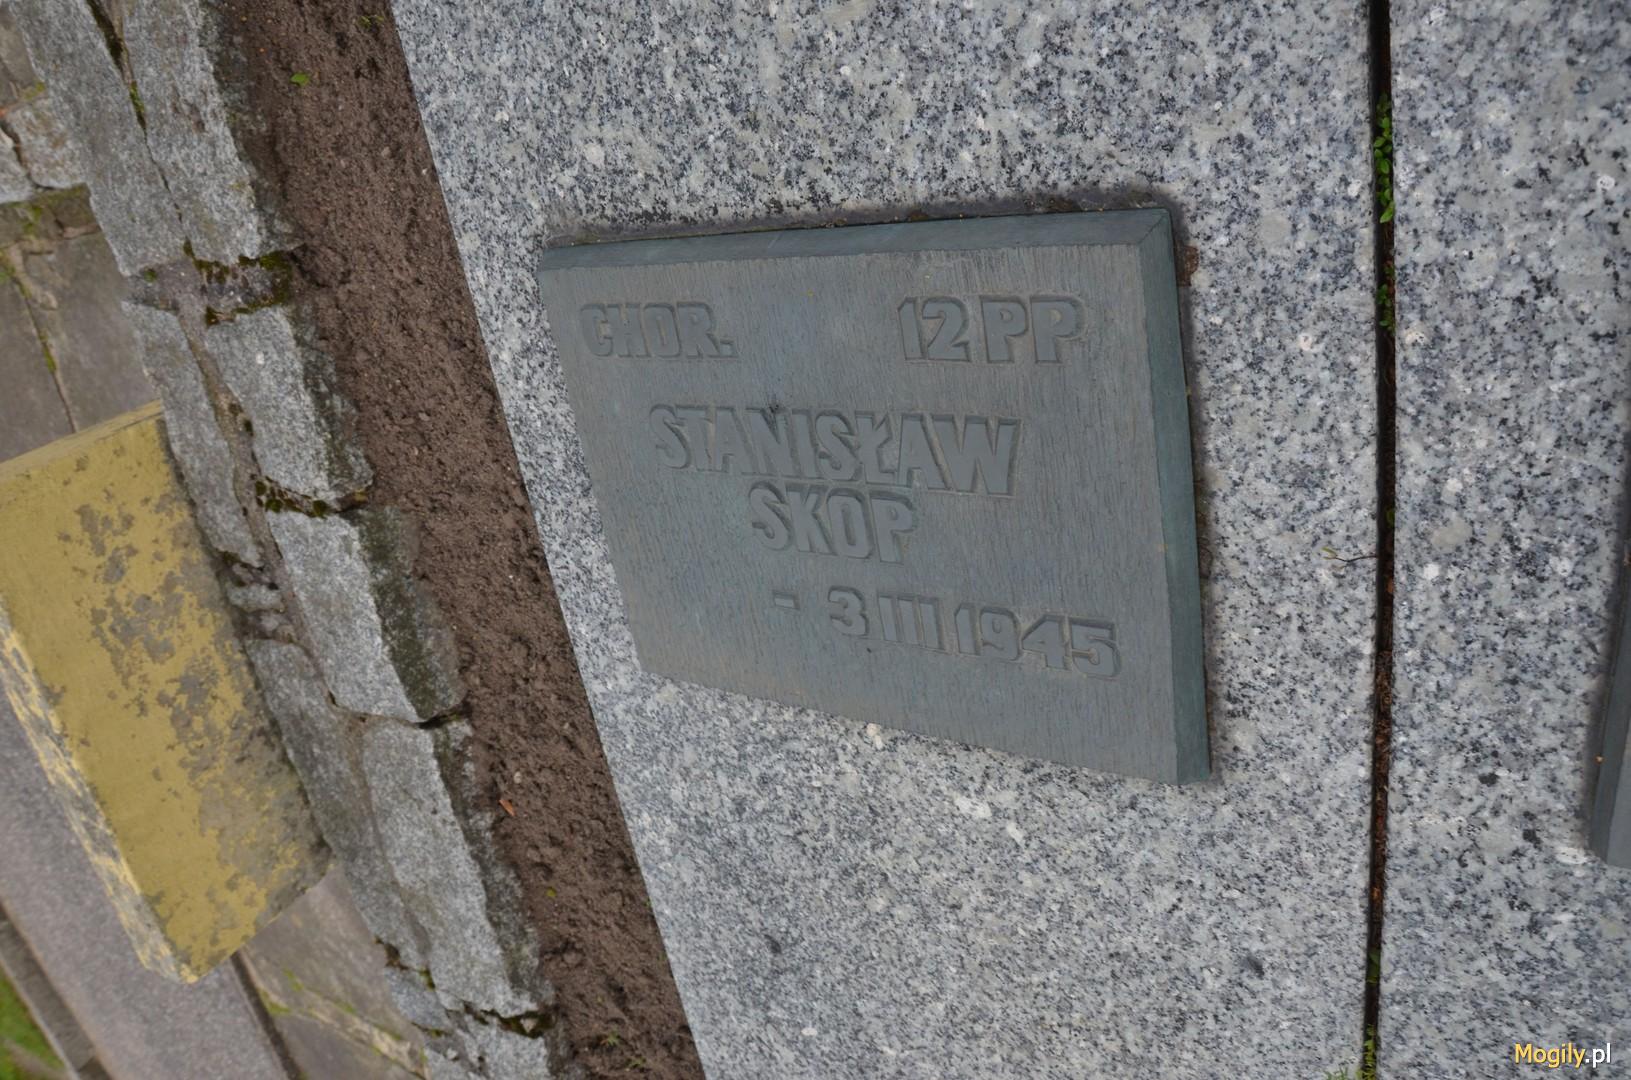 CHOR. 12 PP
STANISŁAW
SKOP
- 3 III 1945
Mogily.pl